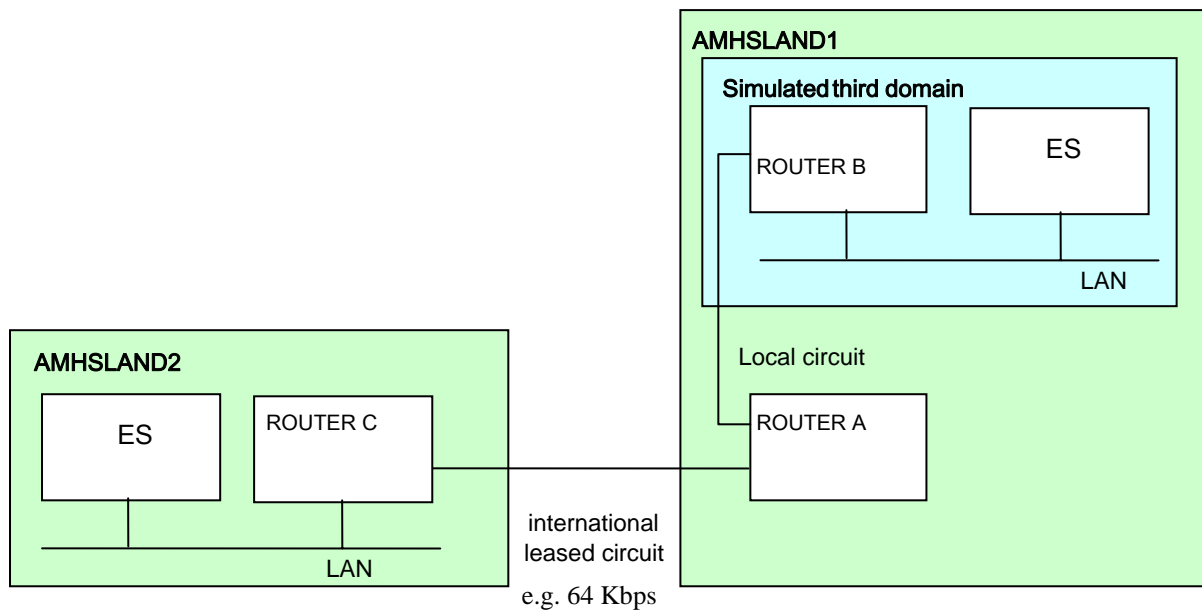 AMHSLAND1
Simulated third domain
ROUTER B
ES
LAN
Local circuit
ROUTER A
AMHSLAND2
ES
ROUTER C
LAN
international
leased circuit
e.g. 64 Kbps